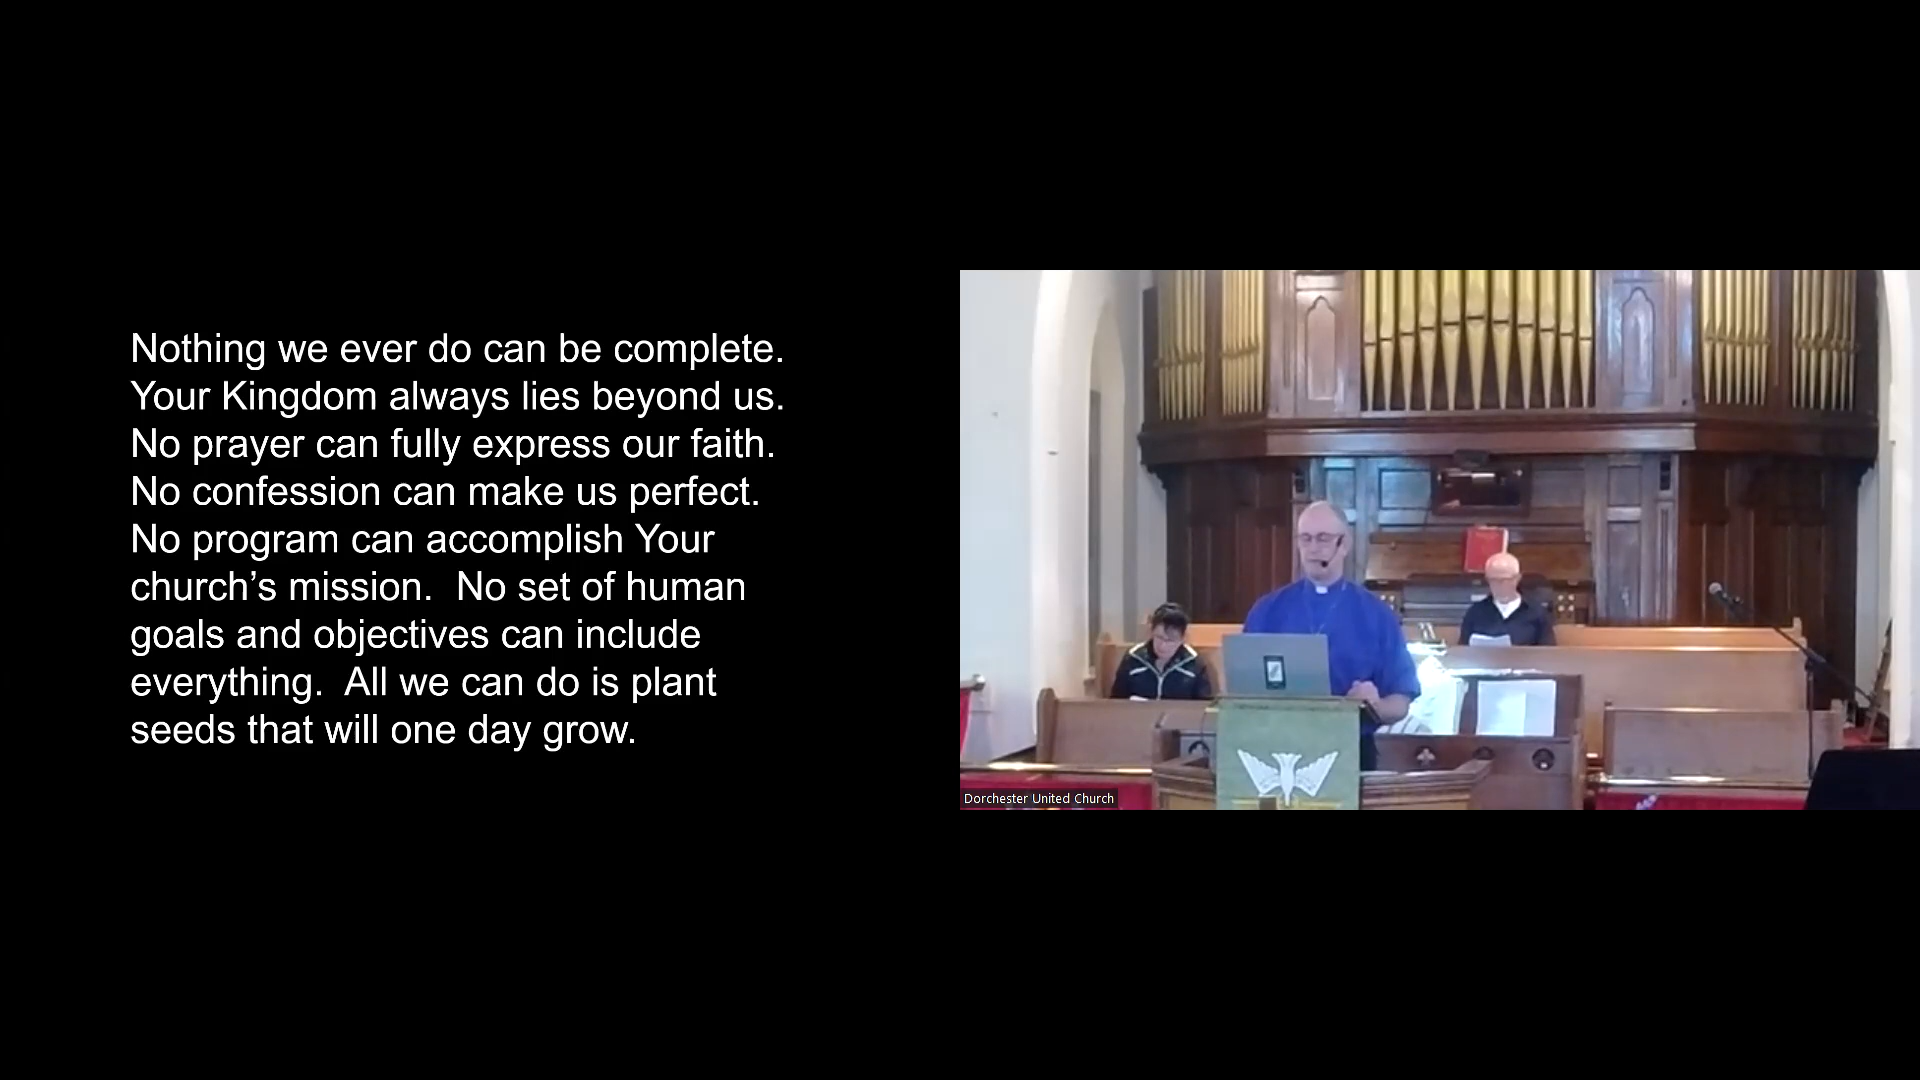 Nothing we ever do can be complete.
Your Kingdom always lies beyond us.
No prayer can fully express our faith.
No confession can make us perfect.
No program can accomplish Your
church’s mission.  No set of human
goals and objectives can include
everything.  All we can do is plant
seeds that will one day grow.
Dorchester United Church